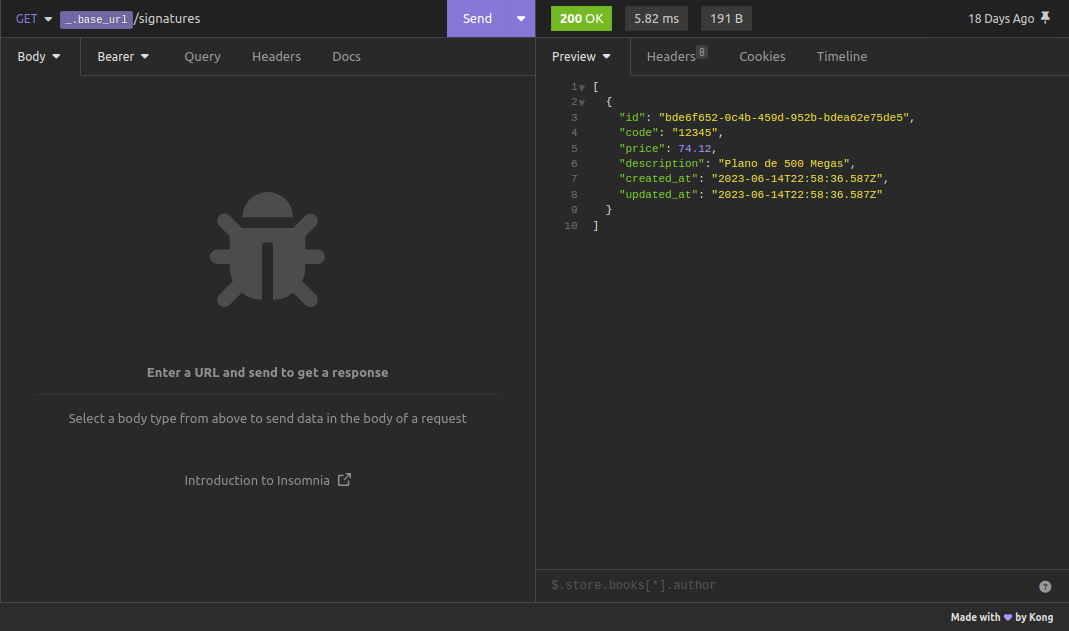 GET _.base_url/signatures Send 200 OK 5.82 ms 191 B 18 Days Ago
Body Bearer Query Headers Docs Preview Headers 8 Cookies Timeline
1 [
2 {
3 "id": "bde6f652-0c4b-459d-952b-bdea62e75de5",
4 "code": "12345",
5 "price": 74.12,
6 "description": "Plano de 500 Megas",
7 "created_at": "2023-06-14T22:58:36.587Z",
8 "updated_at": "2023-06-14T22:58:36.587Z"
9 }
10 ]
Enter a URL and send to get a response
Select a body type from above to send data in the body of a request
Introduction to Insomnia
$.store.books[*].author ?
Made with by Kong